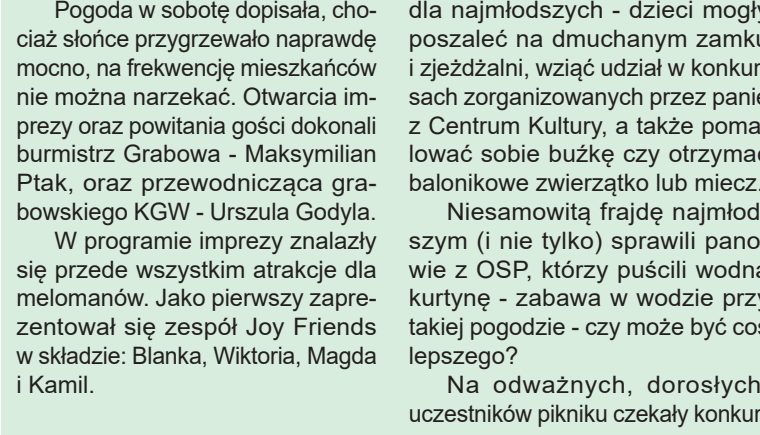 Pogoda w sobotę dopisała, cho-
ciaż słońce przygrzewało naprawdę
mocno, na frekwencję mieszkańców
nie można narzekać. Otwarcia im-
prezy oraz powitania gości dokonali
burmistrz Grabowa - Maksymilian
Ptak, oraz przewodnicząca gra-
bowskiego KGW - Urszula Godyla.
W programie imprezy znalazły
się przede wszystkim atrakcje dla
melomanów. Jako pierwszy zapre-
zentował się zespół Joy Friends
w składzie: Blanka, Wiktoria, Magda
i Kamil.
dla najmłodszych - dzieci mogły
poszaleć na dmuchanym zamku
i zjeżdżalni, wziąć udział w konkur
sach zorganizowanych przez panie
z Centrum Kultury, a także poma
lować sobie buźkę czy otrzymać
balonikowe zwierzątko lub miecz.
Niesamowitą frajdę najmłod
szym (i nie tylko) sprawili pano
wie z OSP, którzy puścili wodną
kurtynę - zabawa w wodzie przy
takiej pogodzie - czy może być coś
lepszego?
Na odważnych, dorosłych
uczestników pikniku czekały konkur